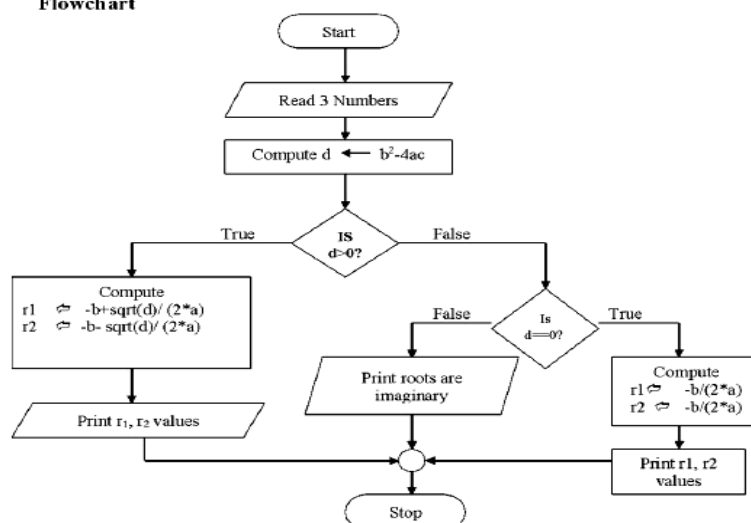 Flowchart
Start
Read 3 Numbers
Compute d ← b²-4ac
True
IS
d>0?
False
Compute
r1 ⇦ -b+sqrt(d)/ (2*a)
r2 ⇦ -b- sqrt(d)/ (2*a)
Print r₁, r₂ values
False
Is
d==0?
True
Print roots are
imaginary
Compute
r1⇦ -b/(2*a)
r2 ⇦ -b/(2*a)
Print r1, r2
values
Stop